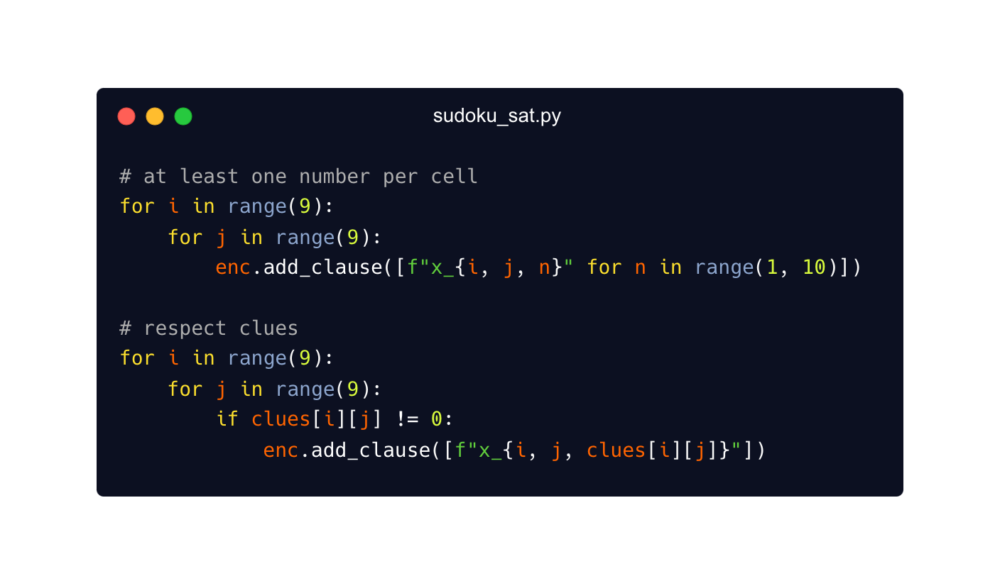 sudoku_sat.py
# at least one number per cell
for i in range(9):
    for j in range(9):
        enc.add_clause([f"x_{i, j, n}" for n in range(1, 10)])

# respect clues
for i in range(9):
    for j in range(9):
        if clues[i][j] != 0:
            enc.add_clause([f"x_{i, j, clues[i][j]}"])